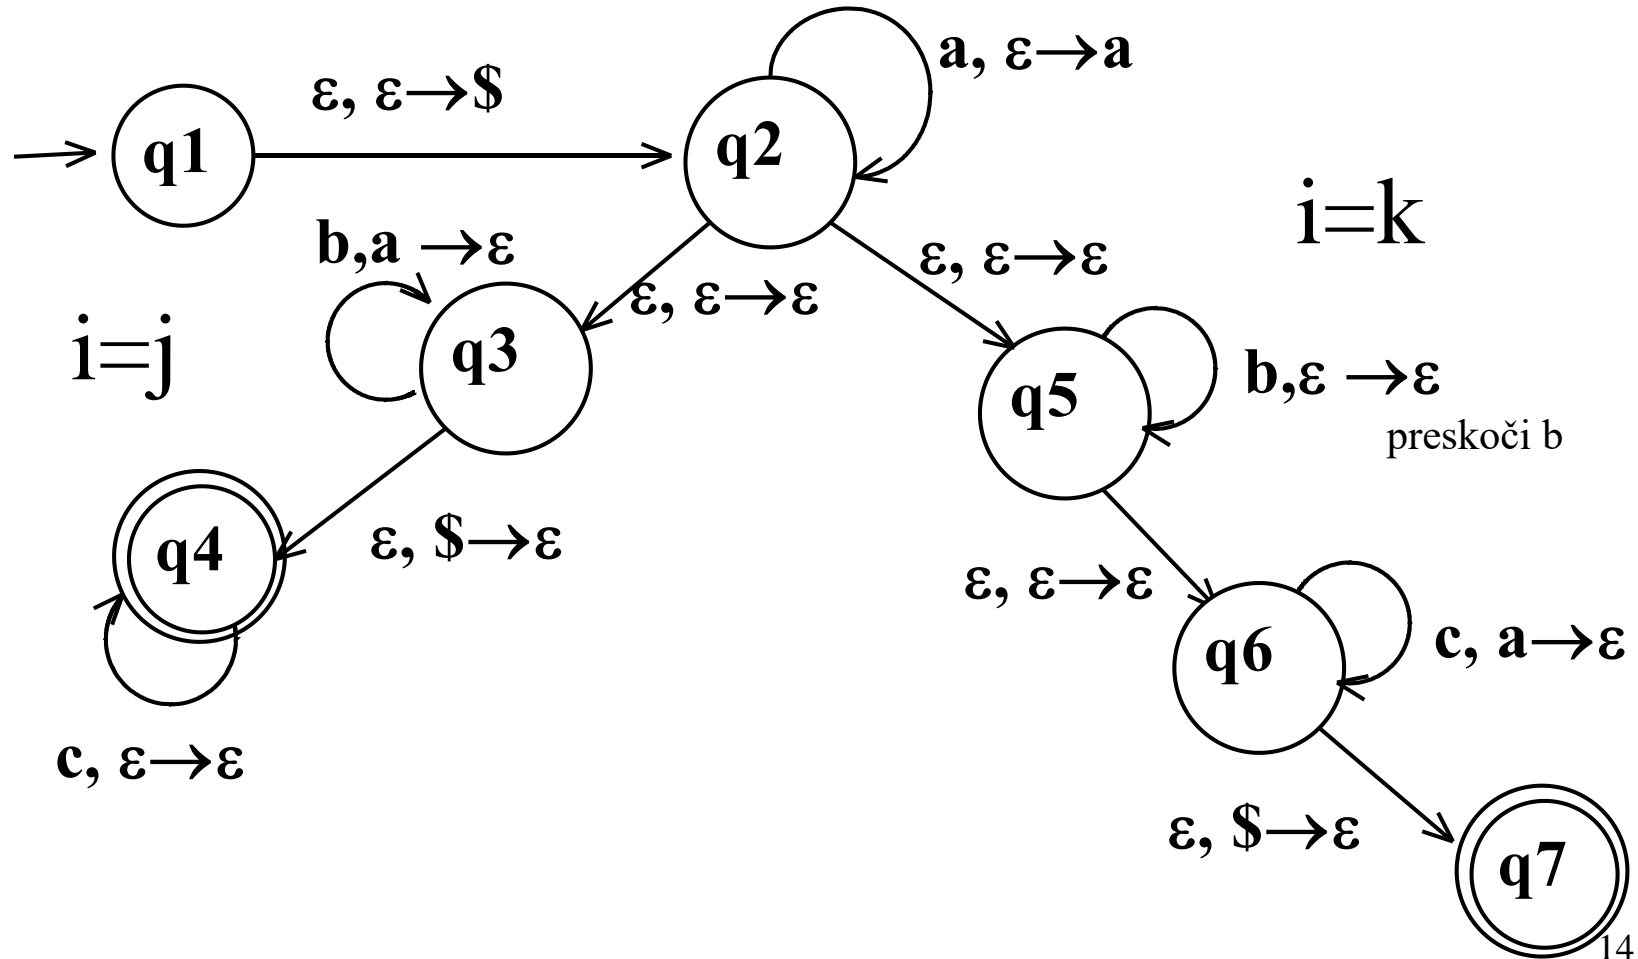 a, ε→a
ε, ε→$
q1
q2
i=k
b,a →ε
ε, ε→ε
ε, ε→ε
i=j
q3
q5
b,ε →ε
preskoči b
q4
ε, $→ε
ε, ε→ε
q6
c, a→ε
c, ε→ε
ε, $→ε
q7
14